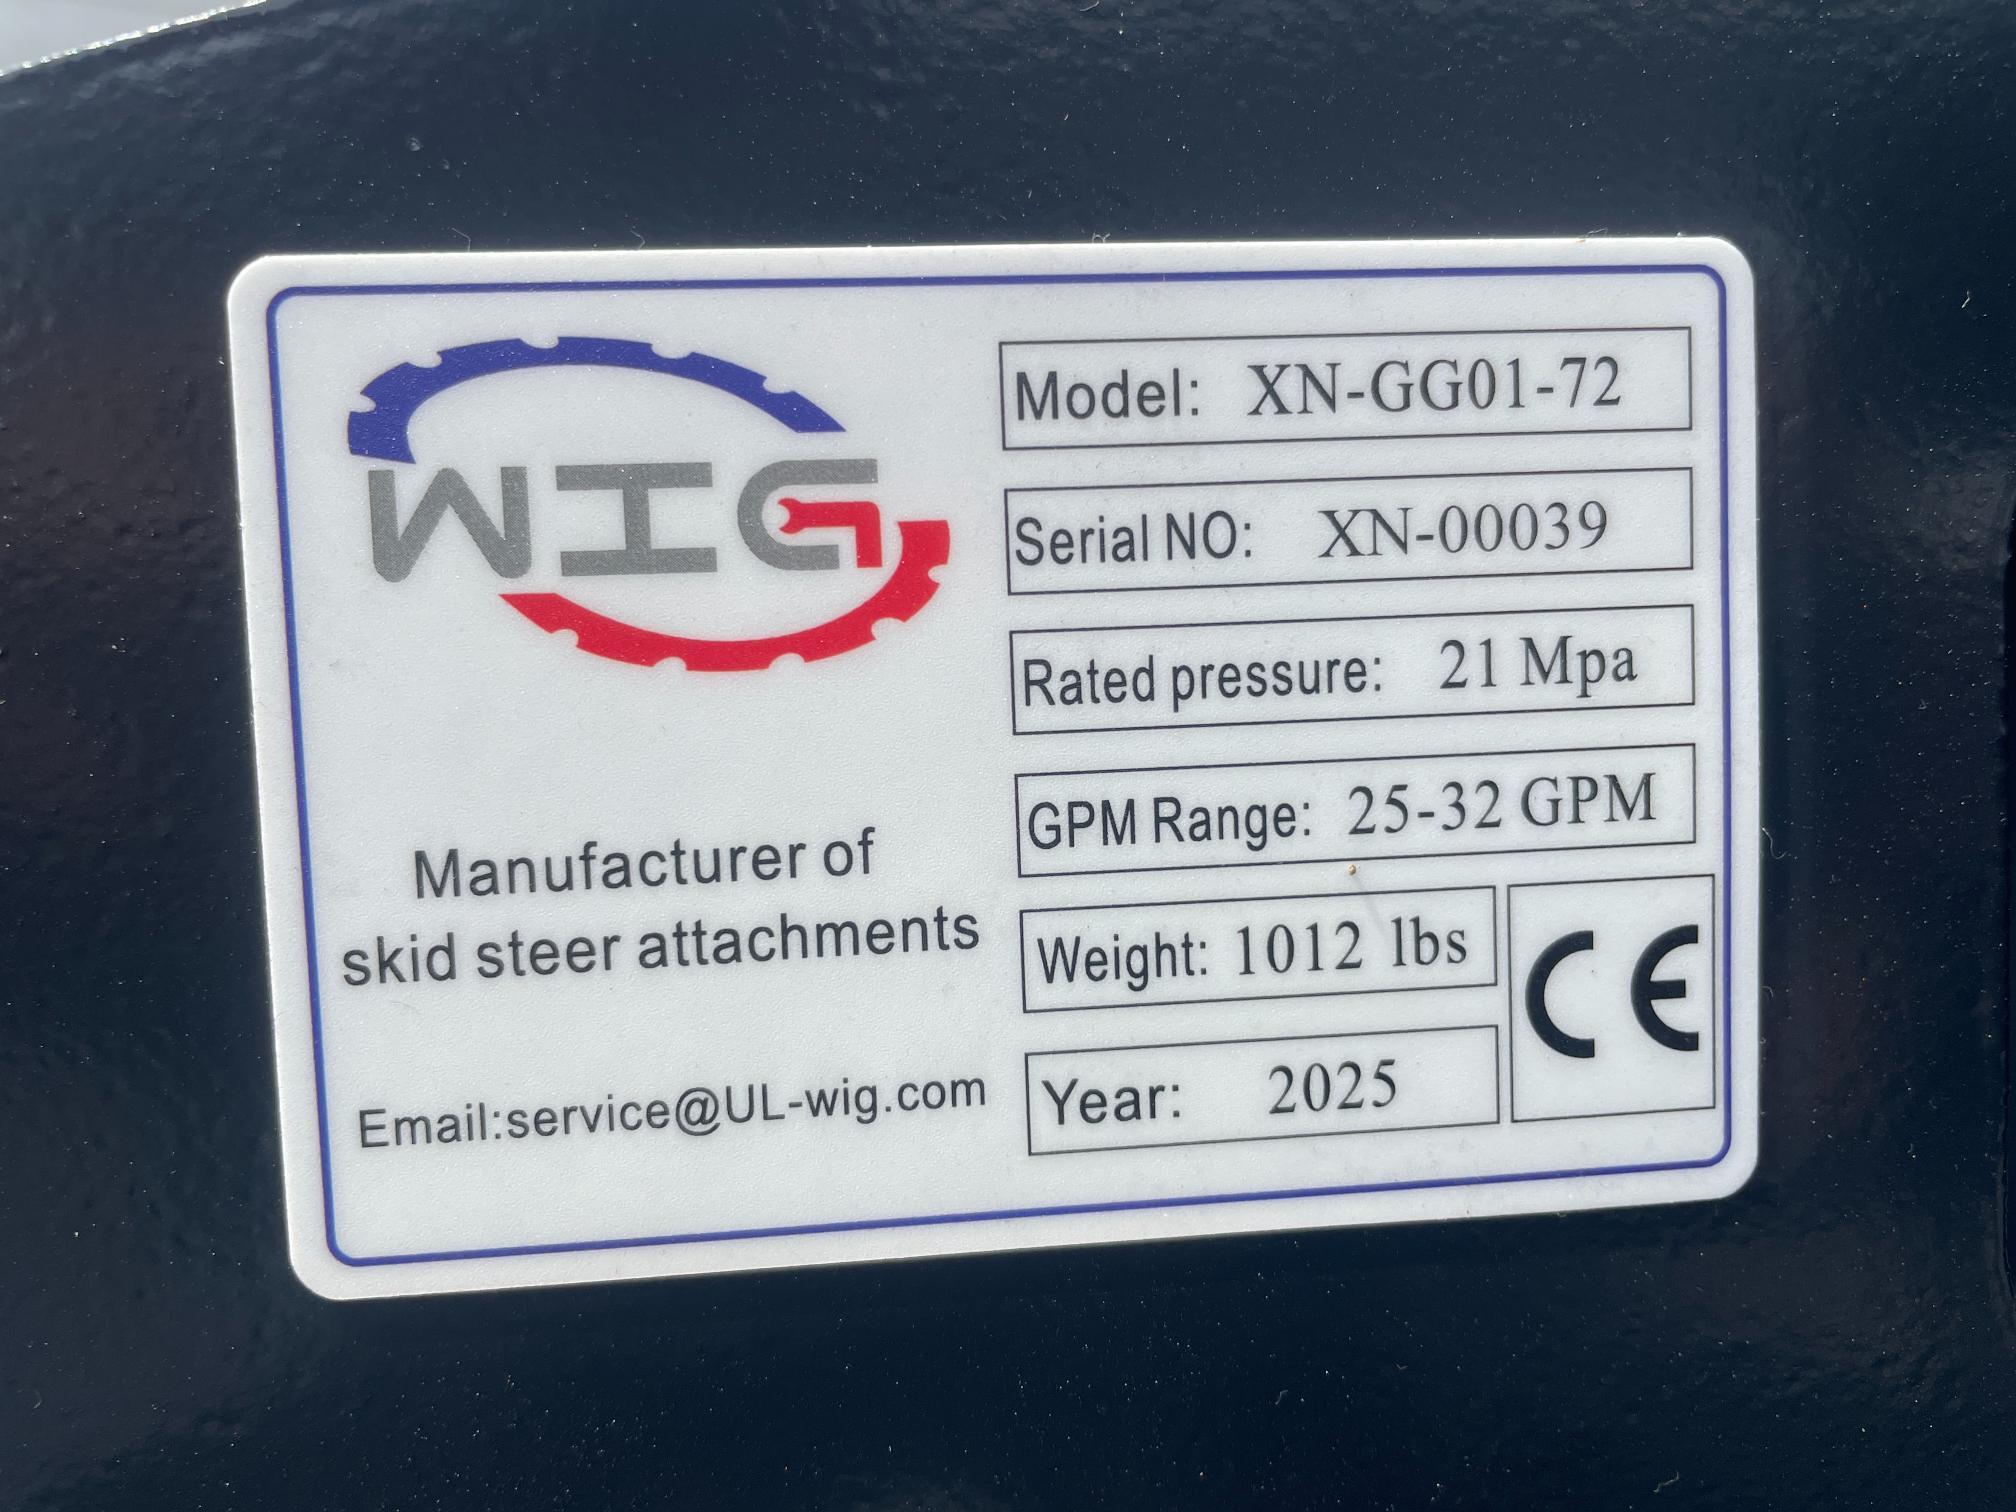 WIG
Manufacturer of
skid steer attachments
Email:service@UL-wig.com
Model: XN-GG01-72
Serial NO: XN-00039
Rated pressure: 21 Mpa
GPM Range: 25-32 GPM
Weight: 1012 lbs
Year: 2025
CE